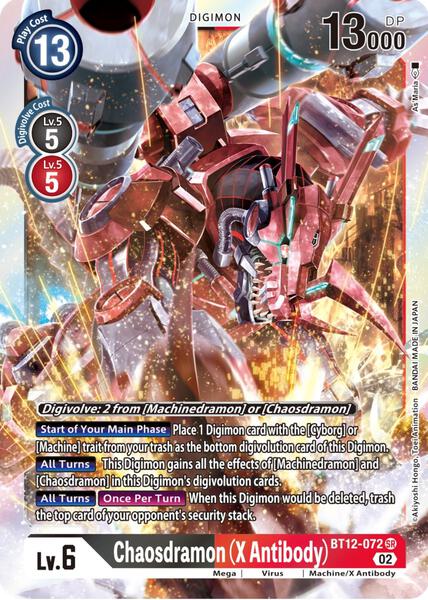 Play Cost
13
DIGIMON
DP
13000
Digivolve Cost
Lv.5
5
Lv.5
5
As'Maria
©Akiyoshi Hongo, Toei Animation BANDAI MADE IN JAPAN
Digivolve: 2 from [Machinedramon] or [Chaosdramon]
Start of Your Main Phase Place 1 Digimon card with the [Cyborg] or
[Machine] trait from your trash as the bottom digivolution card of this Digimon.
All Turns This Digimon gains all the effects of [Machinedramon] and
[Chaosdramon] in this Digimon's digivolution cards.
All Turns Once Per Turn When this Digimon would be deleted, trash
the top card of your opponent's security stack.
Lv.6
Chaosdramon (X Antibody)
BT12-072 SR
02
Mega Virus Machine/X Antibody